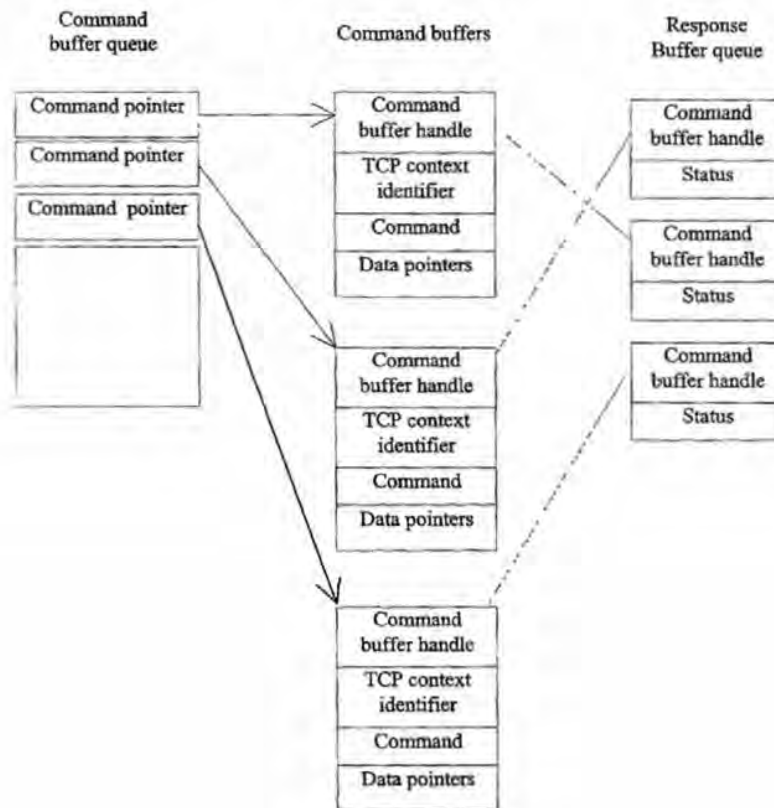 Command
buffer queue
Command pointer
Command pointer
Command pointer
Command buffers
Command
buffer handle
TCP context
identifier
Command
Data pointers
Command
buffer handle
TCP context
identifier
Command
Data pointers
Command
buffer handle
TCP context
identifier
Command
Data pointers
Response
Buffer queue
Command
buffer handle
Status
Command
buffer handle
Status
Command
buffer handle
Status